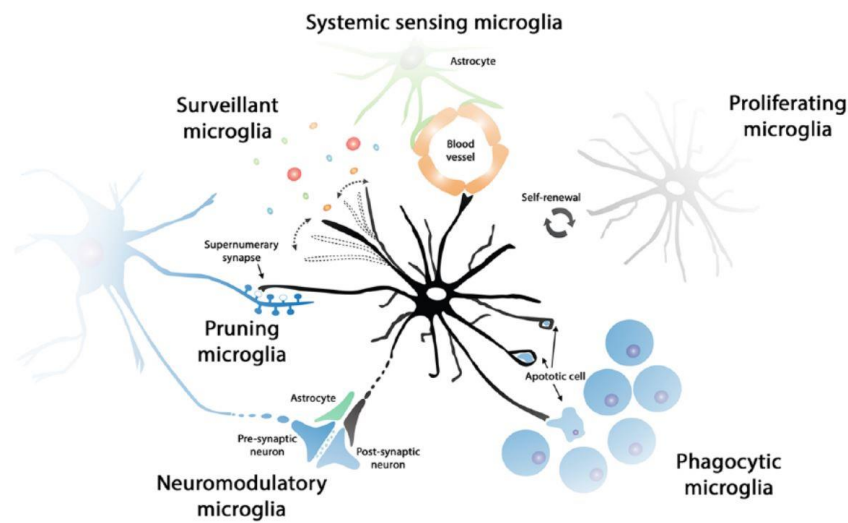 Systemic sensing microglia
Astrocyte
Surveillant
microglia
Blood
vessel
Proliferating
microglia
Self-renewal
Supernumerary
synapse
Pruning
microglia
Apototic cell
Astrocyte
Pre-synaptic
neuron
Post-synaptic
neuron
Neuromodulatory
microglia
Phagocytic
microglia